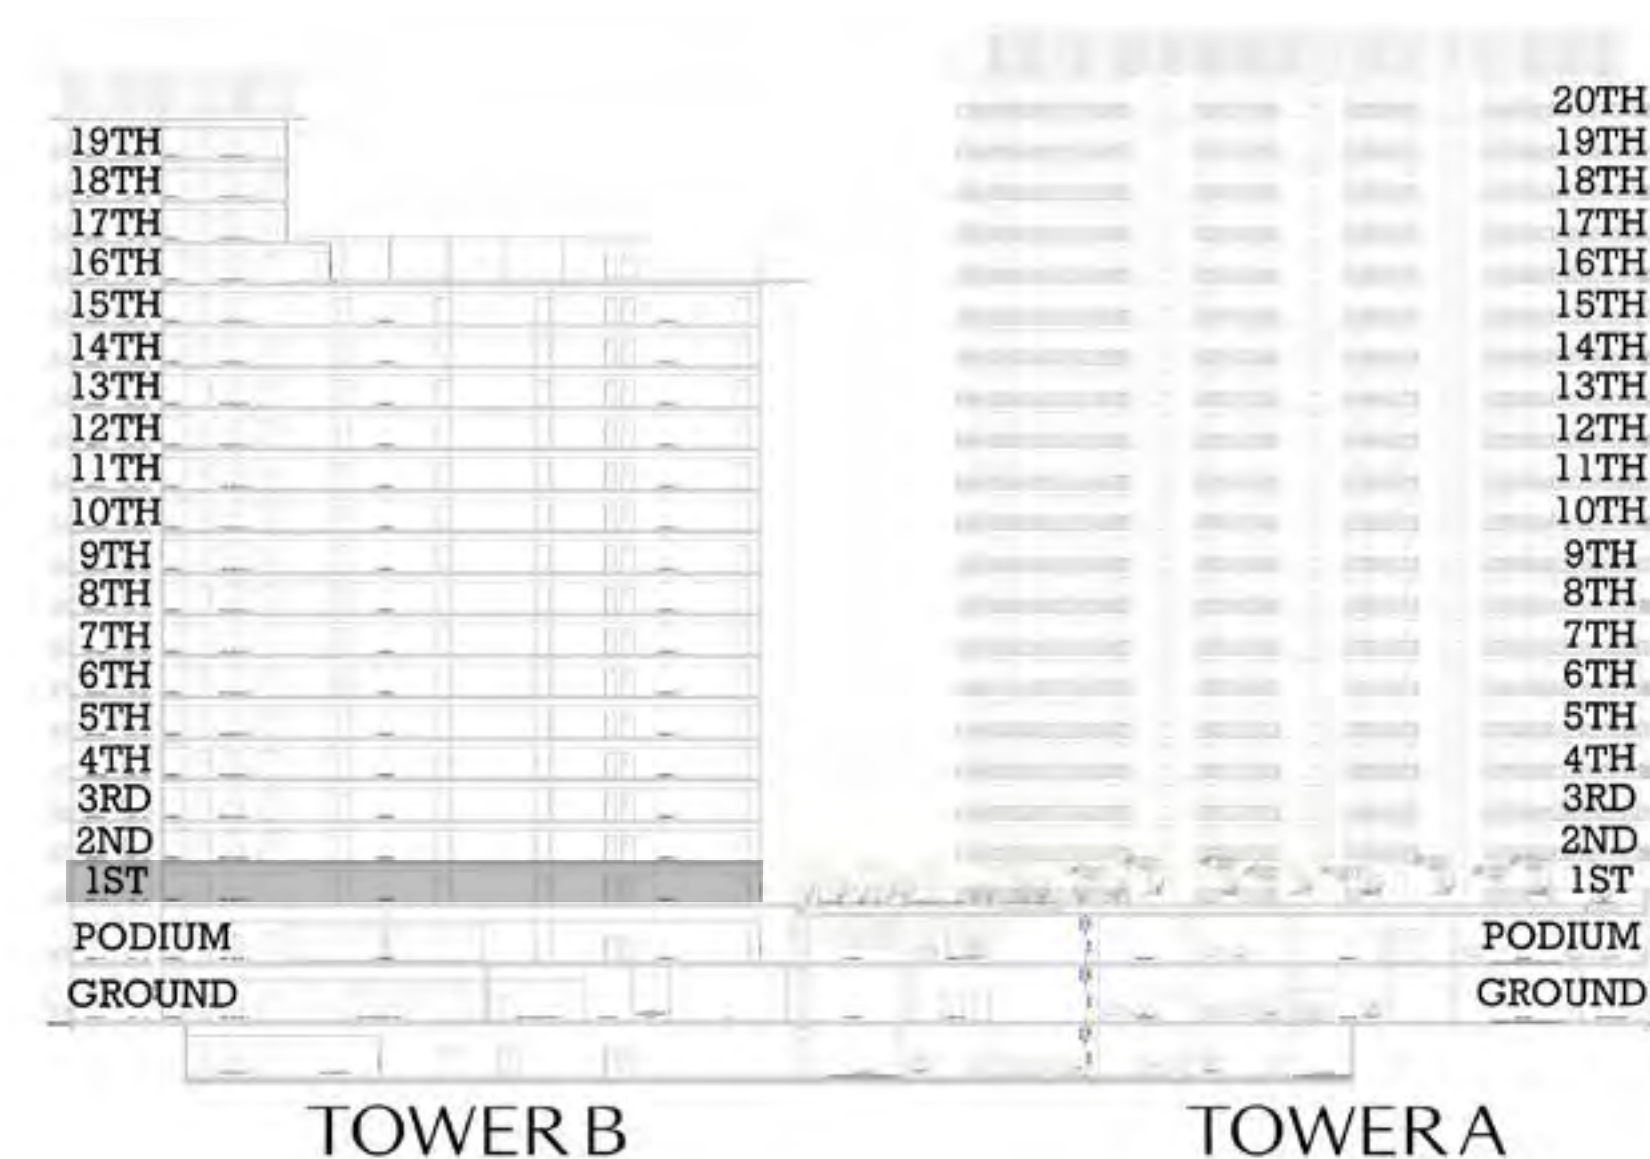 20TH
19TH 19TH
18TH 18TH
17TH 17TH
16TH 16TH
15TH 15TH
14TH 14TH
13TH 13TH
12TH 12TH
11TH 11TH
10TH 10TH
9TH 9TH
8TH 8TH
7TH 7TH
6TH 6TH
5TH 5TH
4TH 4TH
3RD 3RD
2ND 2ND
1ST 1ST
PODIUM PODIUM
GROUND GROUND
TOWER B TOWER A